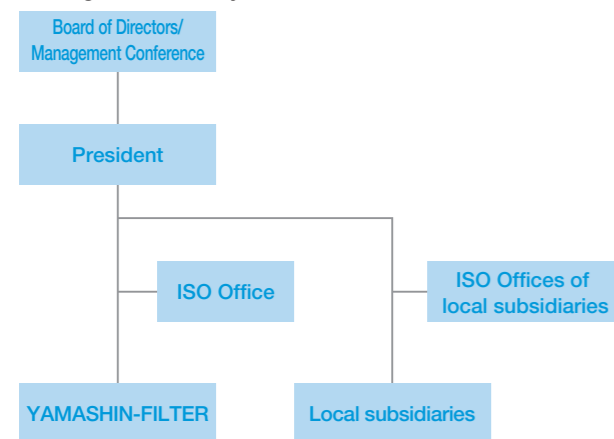 Board of Directors/
Management Conference
President
ISO Office
ISO Offices of
local subsidiaries
YAMASHIN-FILTER
Local subsidiaries